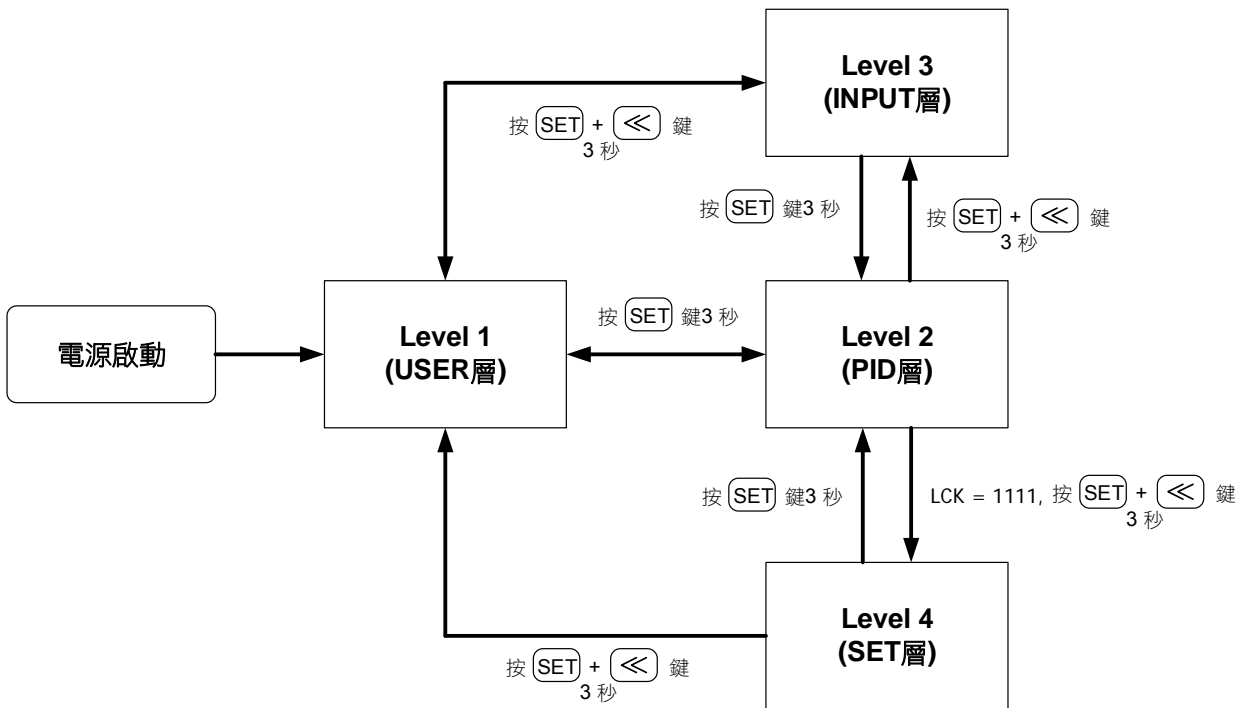 Level 3
(INPUT層)
按 SET + ≪ 鍵
3 秒
按 SET 鍵3 秒
按 SET + ≪ 鍵
3 秒
電源啟動
Level 1
(USER層)
按 SET 鍵3 秒
Level 2
(PID層)
按 SET 鍵3 秒
LCK = 1111, 按 SET + ≪ 鍵
3 秒
Level 4
(SET層)
按 SET + ≪ 鍵
3 秒